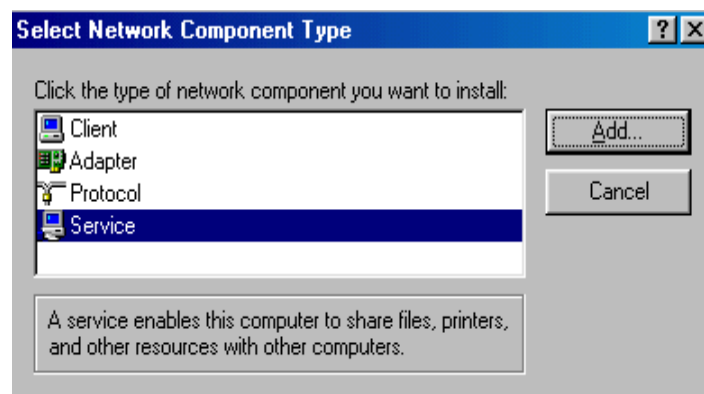 Select Network Component Type
Click the type of network component you want to install:
Client
Adapter
Protocol
Service
Add...
Cancel
A service enables this computer to share files, printers,
and other resources with other computers.